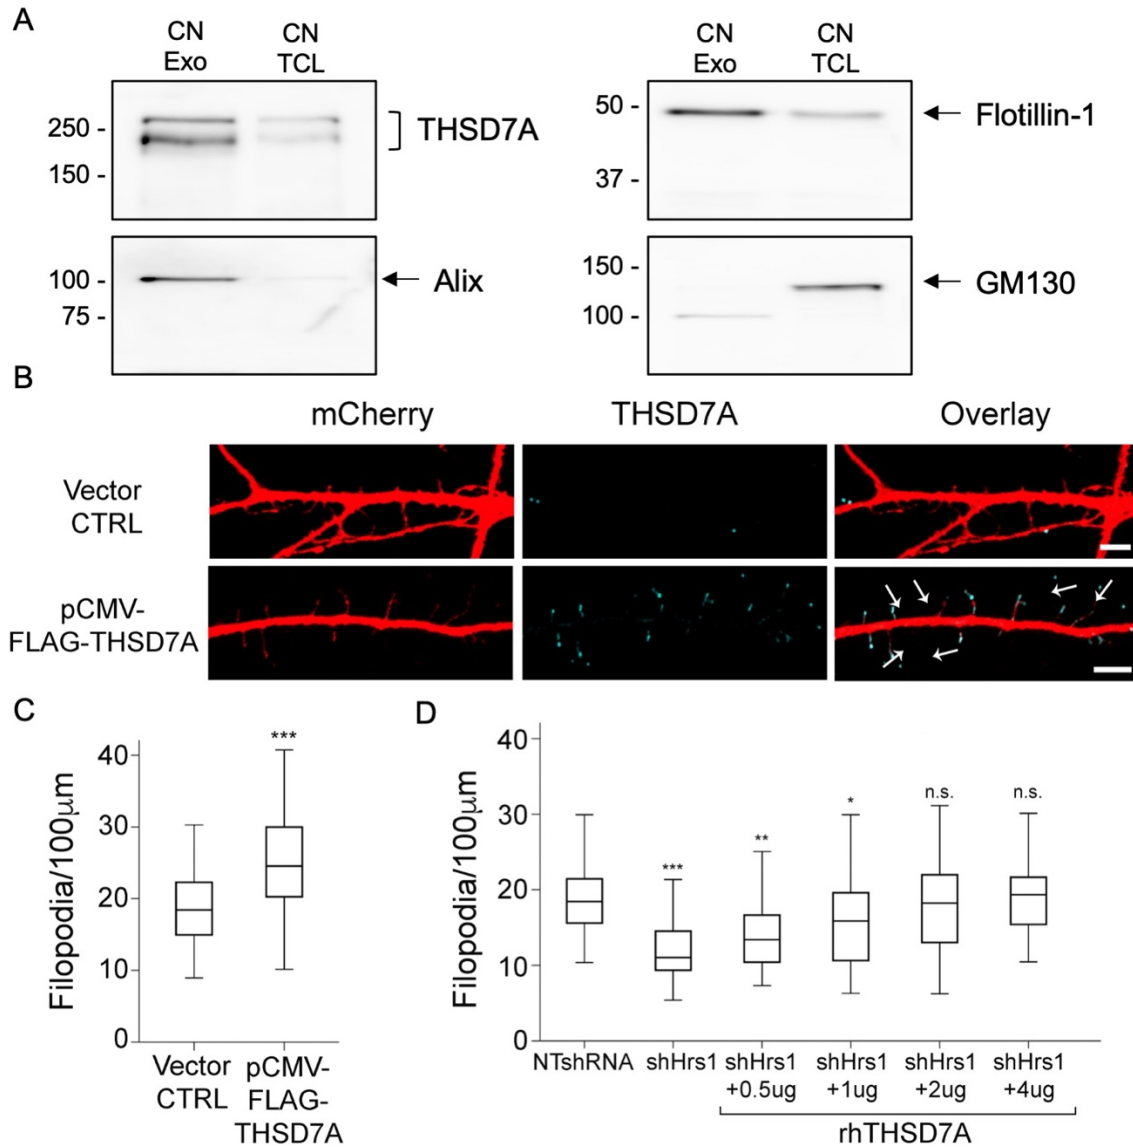 A
CN
Exo
CN
TCL
250 -
150 -
THSD7A
100 -
75 -
Alix
CN
Exo
CN
TCL
50 -
37 -
Flotillin-1
150 -
100 -
GM130
B
mCherry
THSD7A
Overlay
Vector
CTRL
pCMV-
FLAG-THSD7A
C
Filopodia/100µm
40
30
20
10
0
***
Vector
CTRL
pCMV-
FLAG-
THSD7A
D
Filopodia/100µm
40
30
20
10
0
***
**
*
n.s.
n.s.
NTshRNA
shHrs1
shHrs1
+0.5ug
shHrs1
+1ug
shHrs1
+2ug
shHrs1
+4ug
rhTHSD7A